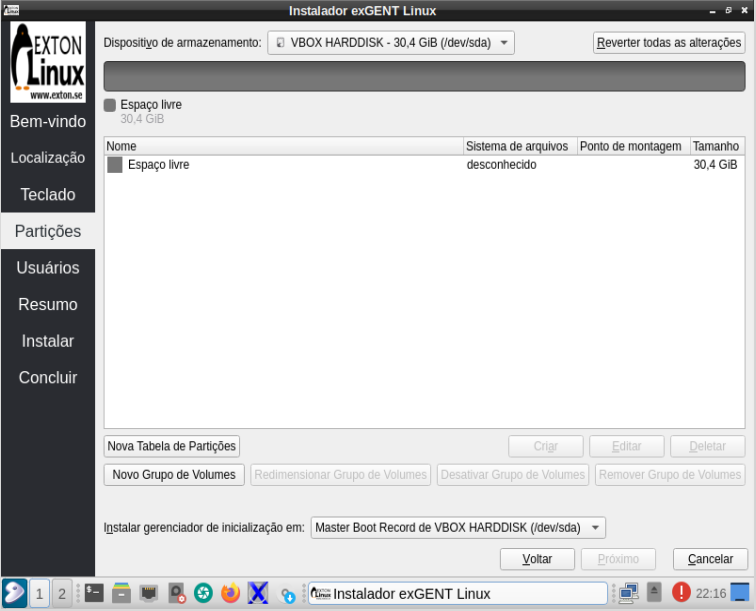 Instalador exGENT Linux
EXTON
Linux
www.exton.se
Bem-vindo
Localização
Teclado
Partições
Usuários
Resumo
Instalar
Concluir
Dispositivo de armazenamento: VBOX HARDDISK - 30,4 GiB (/dev/sda) Reverter todas as alterações
Espaço livre
30,4 GiB
Nome Sistema de arquivos Ponto de montagem Tamanho
Espaço livre desconhecido 30,4 GiB
Nova Tabela de Partições Criar Editar Deletar
Novo Grupo de Volumes Redimensionar Grupo de Volumes Desativar Grupo de Volumes Remover Grupo de Volumes
Instalar gerenciador de inicialização em: Master Boot Record de VBOX HARDDISK (/dev/sda)
Voltar Próximo Cancelar
1 2 Instalador exGENT Linux 22:16